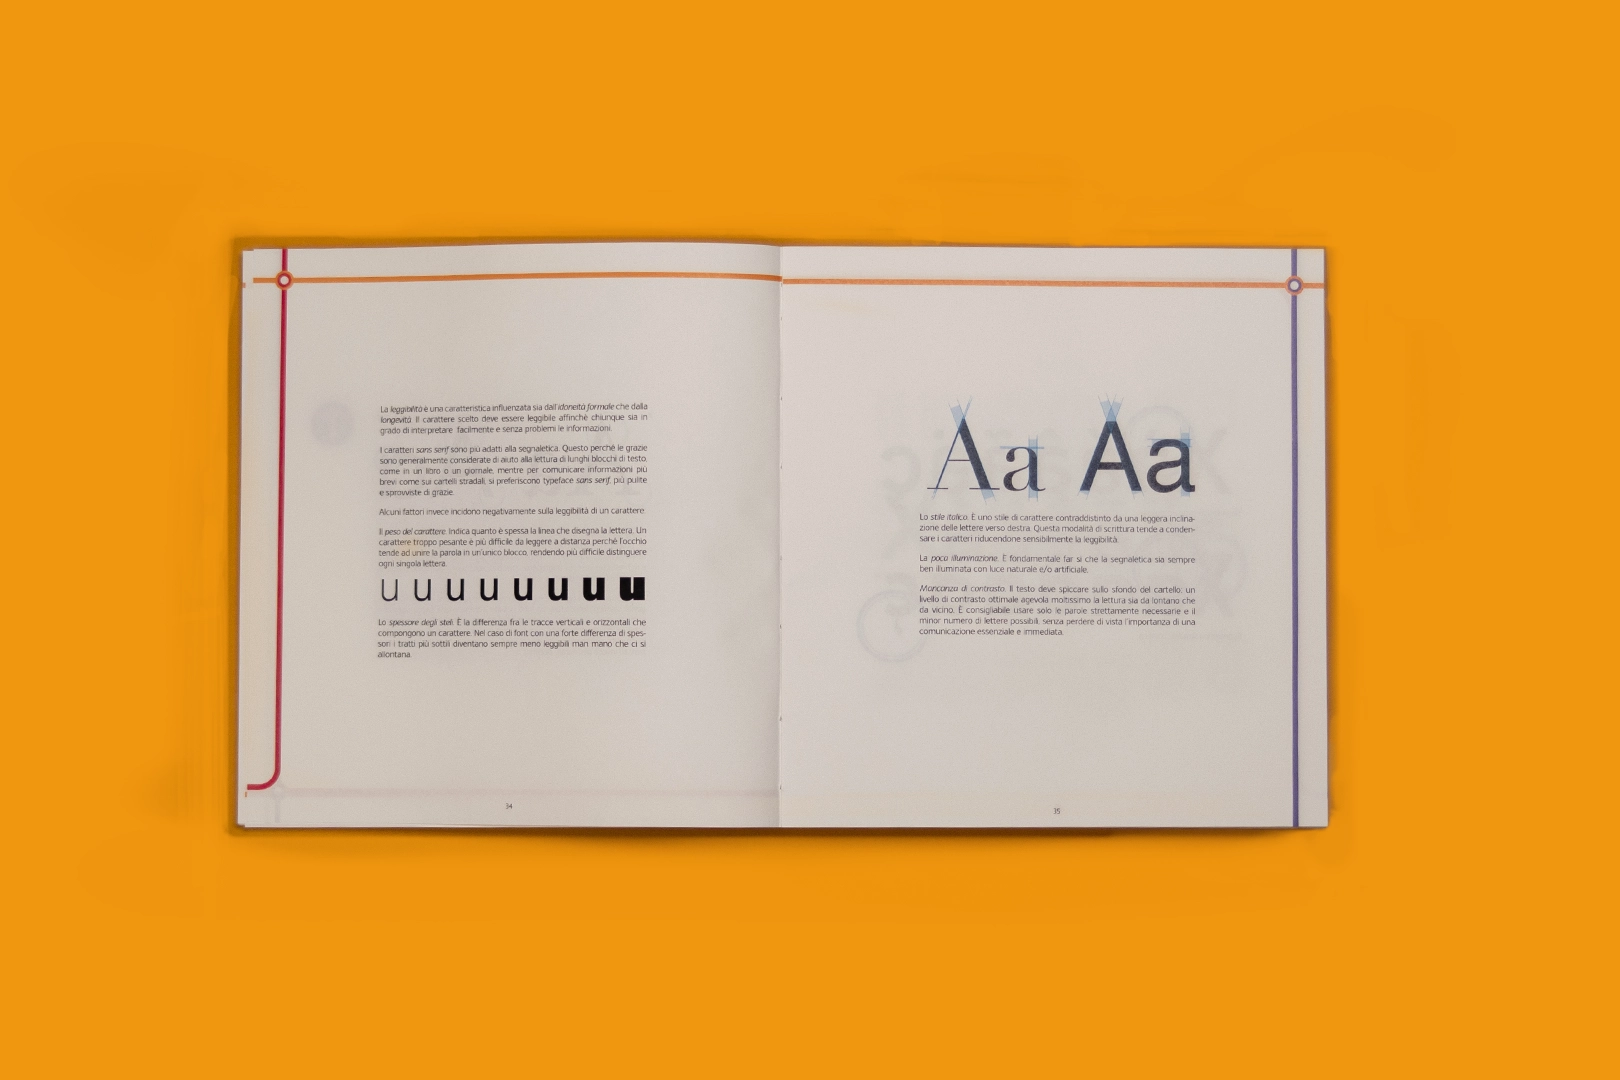 La leggibilità è una caratteristica influenzata sia dall'idoneità formale che dalla
longevità. Il carattere scelto deve essere leggibile affinchè chiunque sia in
grado di interpretare facilmente e senza problemi le informazioni.
I caratteri sans serif sono più adatti alla segnaletica. Questo perchè le grazie
sono generalmente considerate di aiuto alla lettura di lunghi blocchi di testo,
come in un libro o un giornale, mentre per comunicare informazioni più
brevi come sui cartelli stradali, si preferiscono typeface sans serif, più pulite
e sprovviste di grazie.
Alcuni fattori invece incidono negativamente sulla leggibilità di un carattere:
Il peso del carattere. Indica quanto è spessa la linea che disegna la lettera. Un
carattere troppo pesante è più difficile da leggere a distanza perchè l'occhio
tende ad unire la parola in un'unico blocco, rendendo più difficile distinguere
ogni singola lettera.
u u u u u u u u
Lo spessore degli steli. È la differenza fra le tracce verticali e orizzontali che
compongono un carattere. Nel caso di font con una forte differenza di spes-
sori i tratti più sottili diventano sempre meno leggibili man mano che ci si
allontana.
34
Aa Aa
Lo stile italico. È uno stile di carattere contraddistinto da una leggera inclina-
zione delle lettere verso destra. Questa modalità di scrittura tende a conden-
sare i caratteri riducendone sensibilmente la leggibilità.
La poca illuminazione. È fondamentale far sì che la segnaletica sia sempre
ben illuminata con luce naturale e/o artificiale.
Mancanza di contrasto. Il testo deve spiccare sullo sfondo del cartello; un
livello di contrasto ottimale agevola moltissimo la lettura sia da lontano che
da vicino. È consigliabile usare solo le parole strettamente necessarie e il
minor numero di lettere possibili, senza perdere di vista l'importanza di una
comunicazione essenziale e immediata.
35